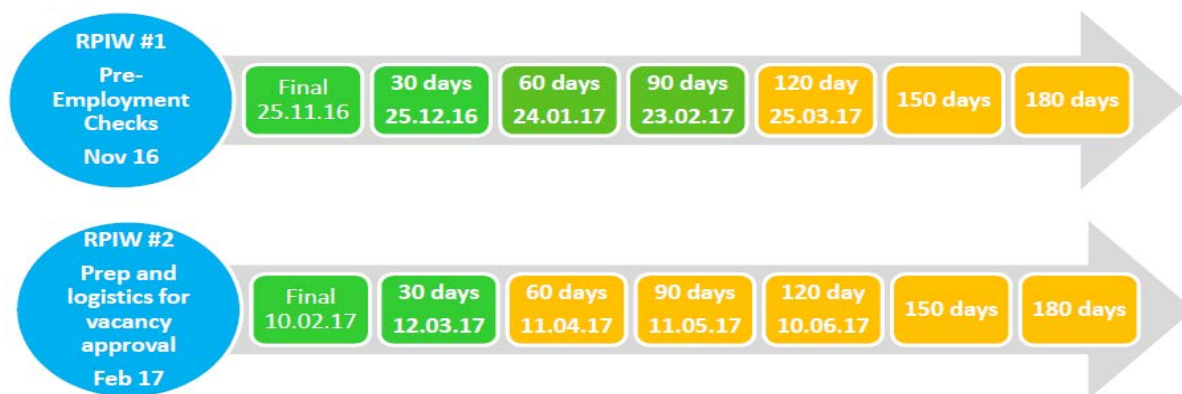 RPIW #1
Pre-
Employment
Checks
Nov 16
Final
25.11.16
30 days
25.12.16
60 days
24.01.17
90 days
23.02.17
120 day
25.03.17
150 days
180 days
RPIW #2
Prep and
logistics for
vacancy
approval
Feb 17
Final
10.02.17
30 days
12.03.17
60 days
11.04.17
90 days
11.05.17
120 day
10.06.17
150 days
180 days